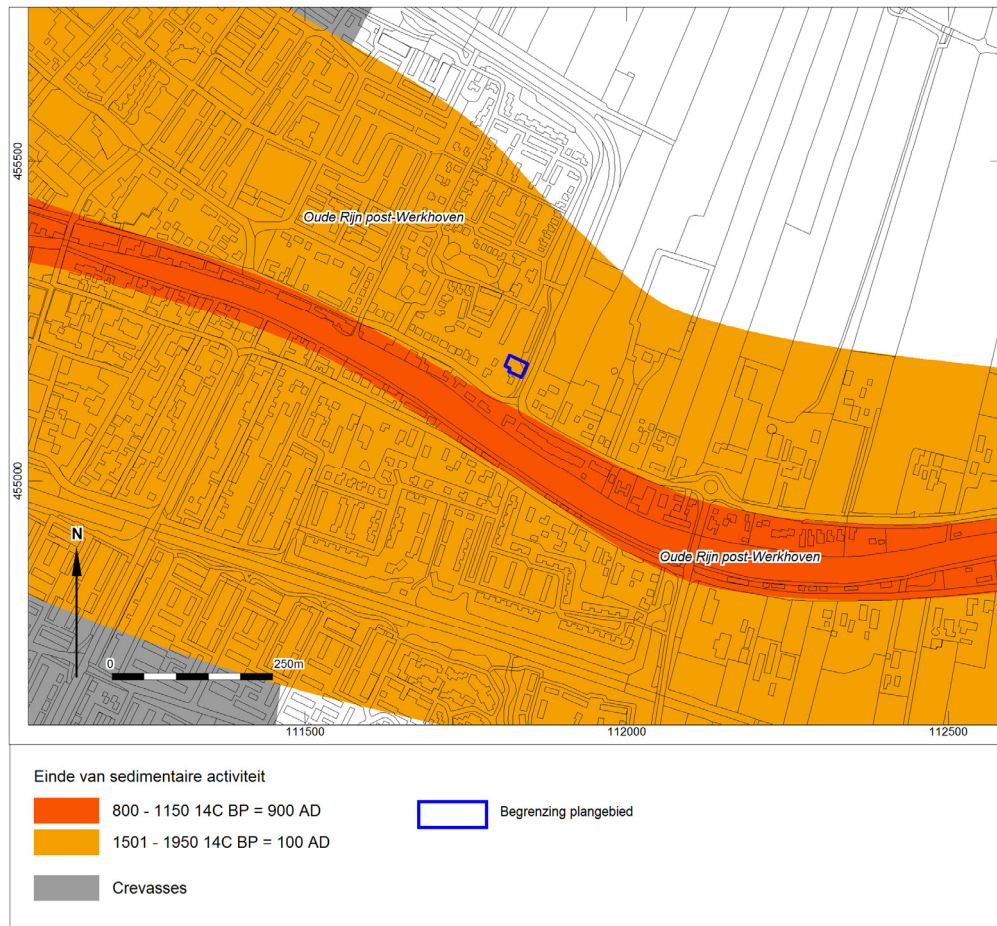 455500
Oude Rijn post-Werkhoven
455000
N
Oude Rijn post-Werkhoven
0
250m
111500
112000
112500
Einde van sedimentaire activiteit
800 - 1150 14C BP = 900 AD
Begrenzing plangebied
1501 - 1950 14C BP = 100 AD
Crevasses